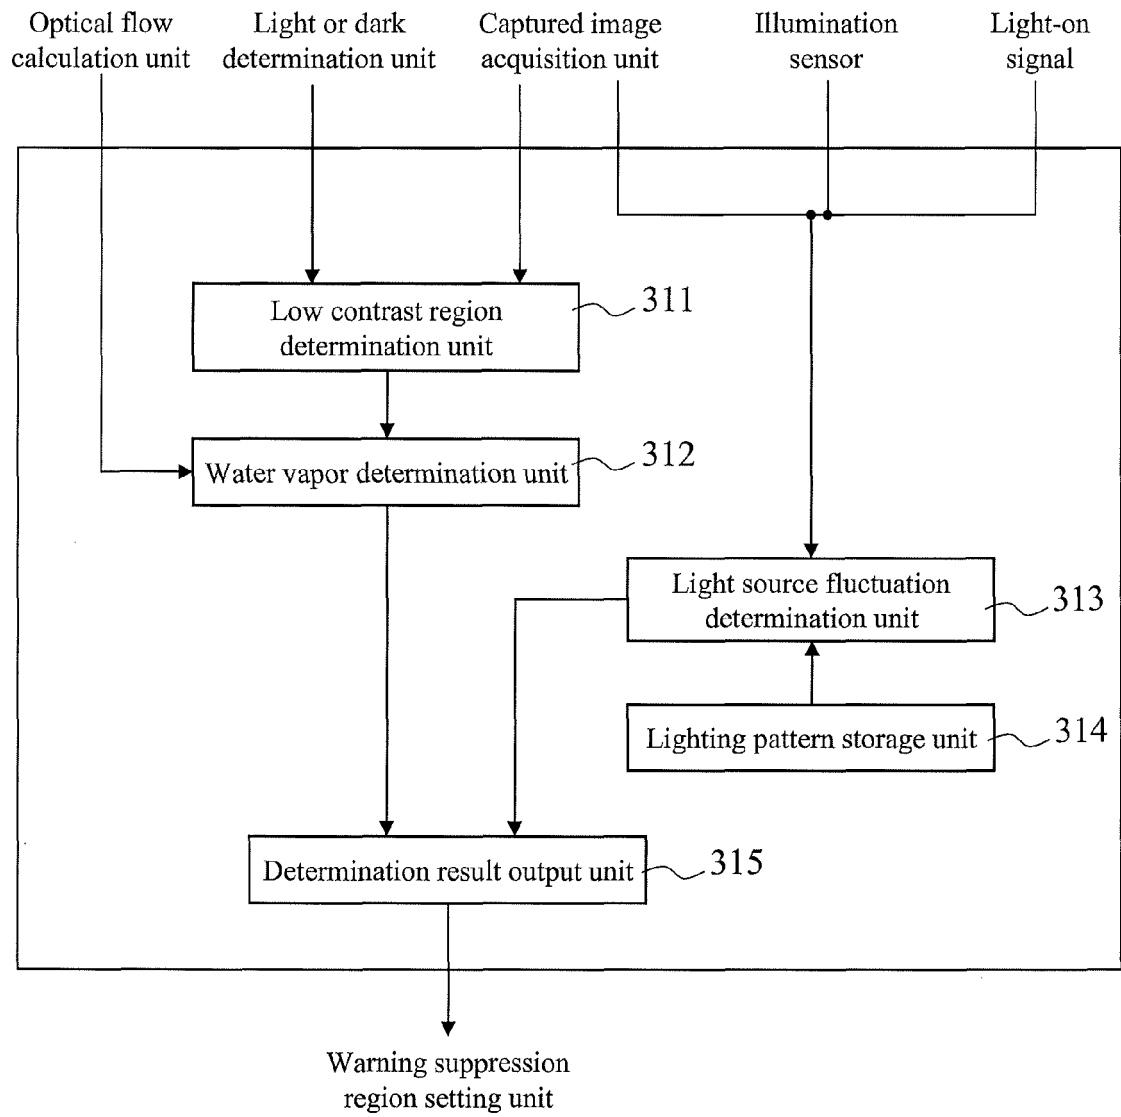 Optical flow
calculation unit
Light or dark
determination unit
Captured image
acquisition unit
Illumination
sensor
Light-on
signal
Low contrast region
determination unit
311
Water vapor determination unit
312
Light source fluctuation
determination unit
313
Lighting pattern storage unit
314
Determination result output unit
315
Warning suppression
region setting unit